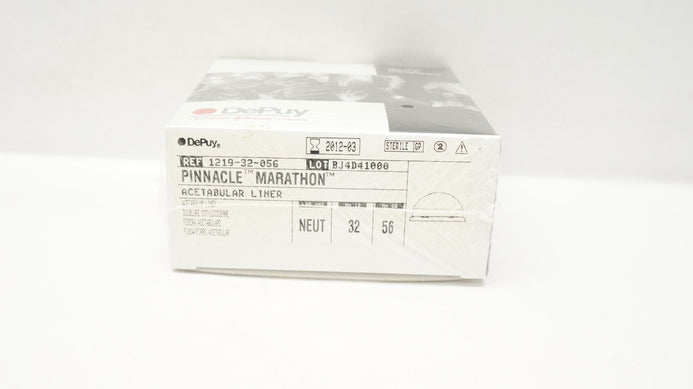 DePuy
DePuy 2012-03 STERILE GP 2
REF 1219-32-056 LOT BJ4D41000
PINNACLE™ MARATHON™
ACETABULAR LINER
NEUT 32 56